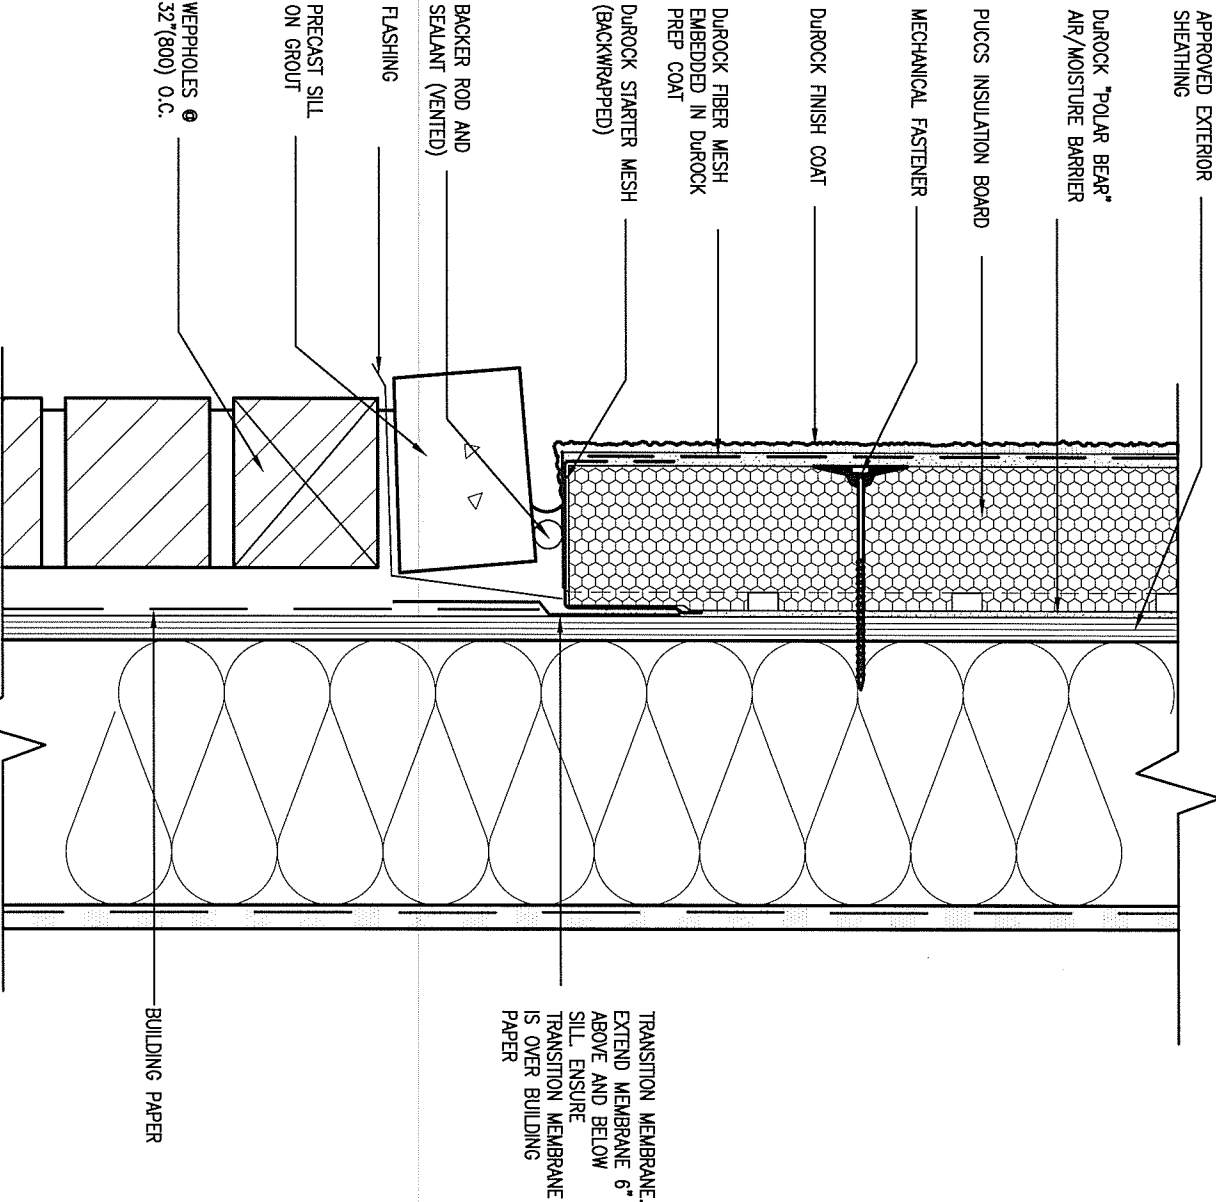 APPROVED EXTERIOR
SHEATHING
DuROCK "POLAR BEAR"
AIR/MOISTURE BARRIER
PUCCS INSULATION BOARD
MECHANICAL FASTENER
DuROCK FINISH COAT
DuROCK FIBER MESH
EMBEDDED IN DuROCK
PREP COAT
DuROCK STARTER MESH
(BACKWRAPPED)
BACKER ROD AND
SEALANT (VENTED)
FLASHING
PRECAST SILL
ON GROUT
WEPPHOLES @
32"(800) O.C.
TRANSITION MEMBRANE.
EXTEND MEMBRANE 6"
ABOVE AND BELOW
SILL. ENSURE
TRANSITION MEMBRANE
IS OVER BUILDING
PAPER
BUILDING PAPER